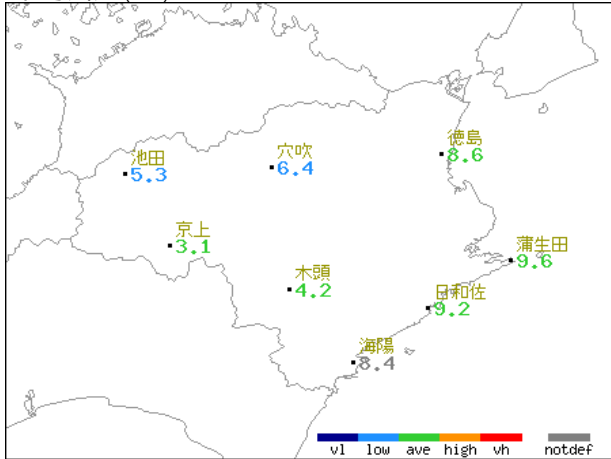 徳島
8.6
池田
5.3
穴吹
6.4
京上
3.1
蒲生田
9.6
木頭
4.2
日和佐
9.2
海陽
8.4
vl low ave high vh notdef